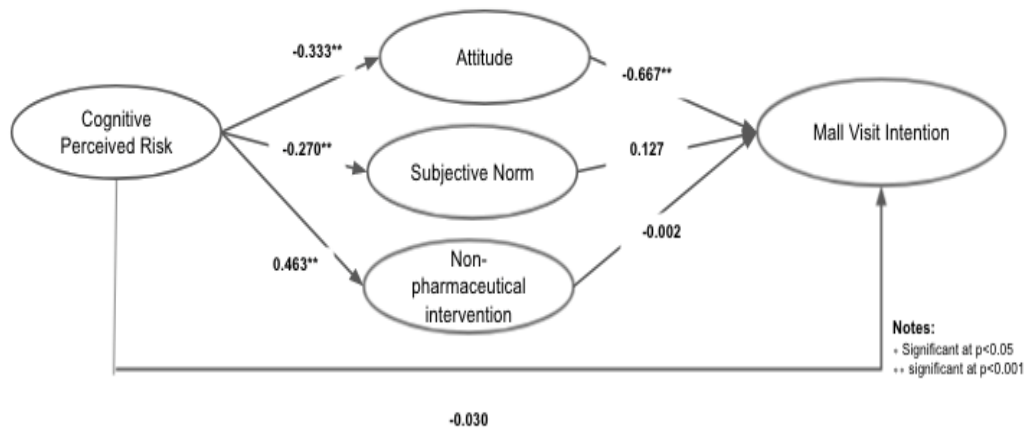 -0.333**
Attitude
-0.667**
Cognitive
Perceived Risk
Mall Visit Intention
-0.270**
Subjective Norm
0.127
0.463**
Non-
pharmaceutical
intervention
-0.002
Notes:
* Significant at p<0.05
** significant at p<0.001
-0.030